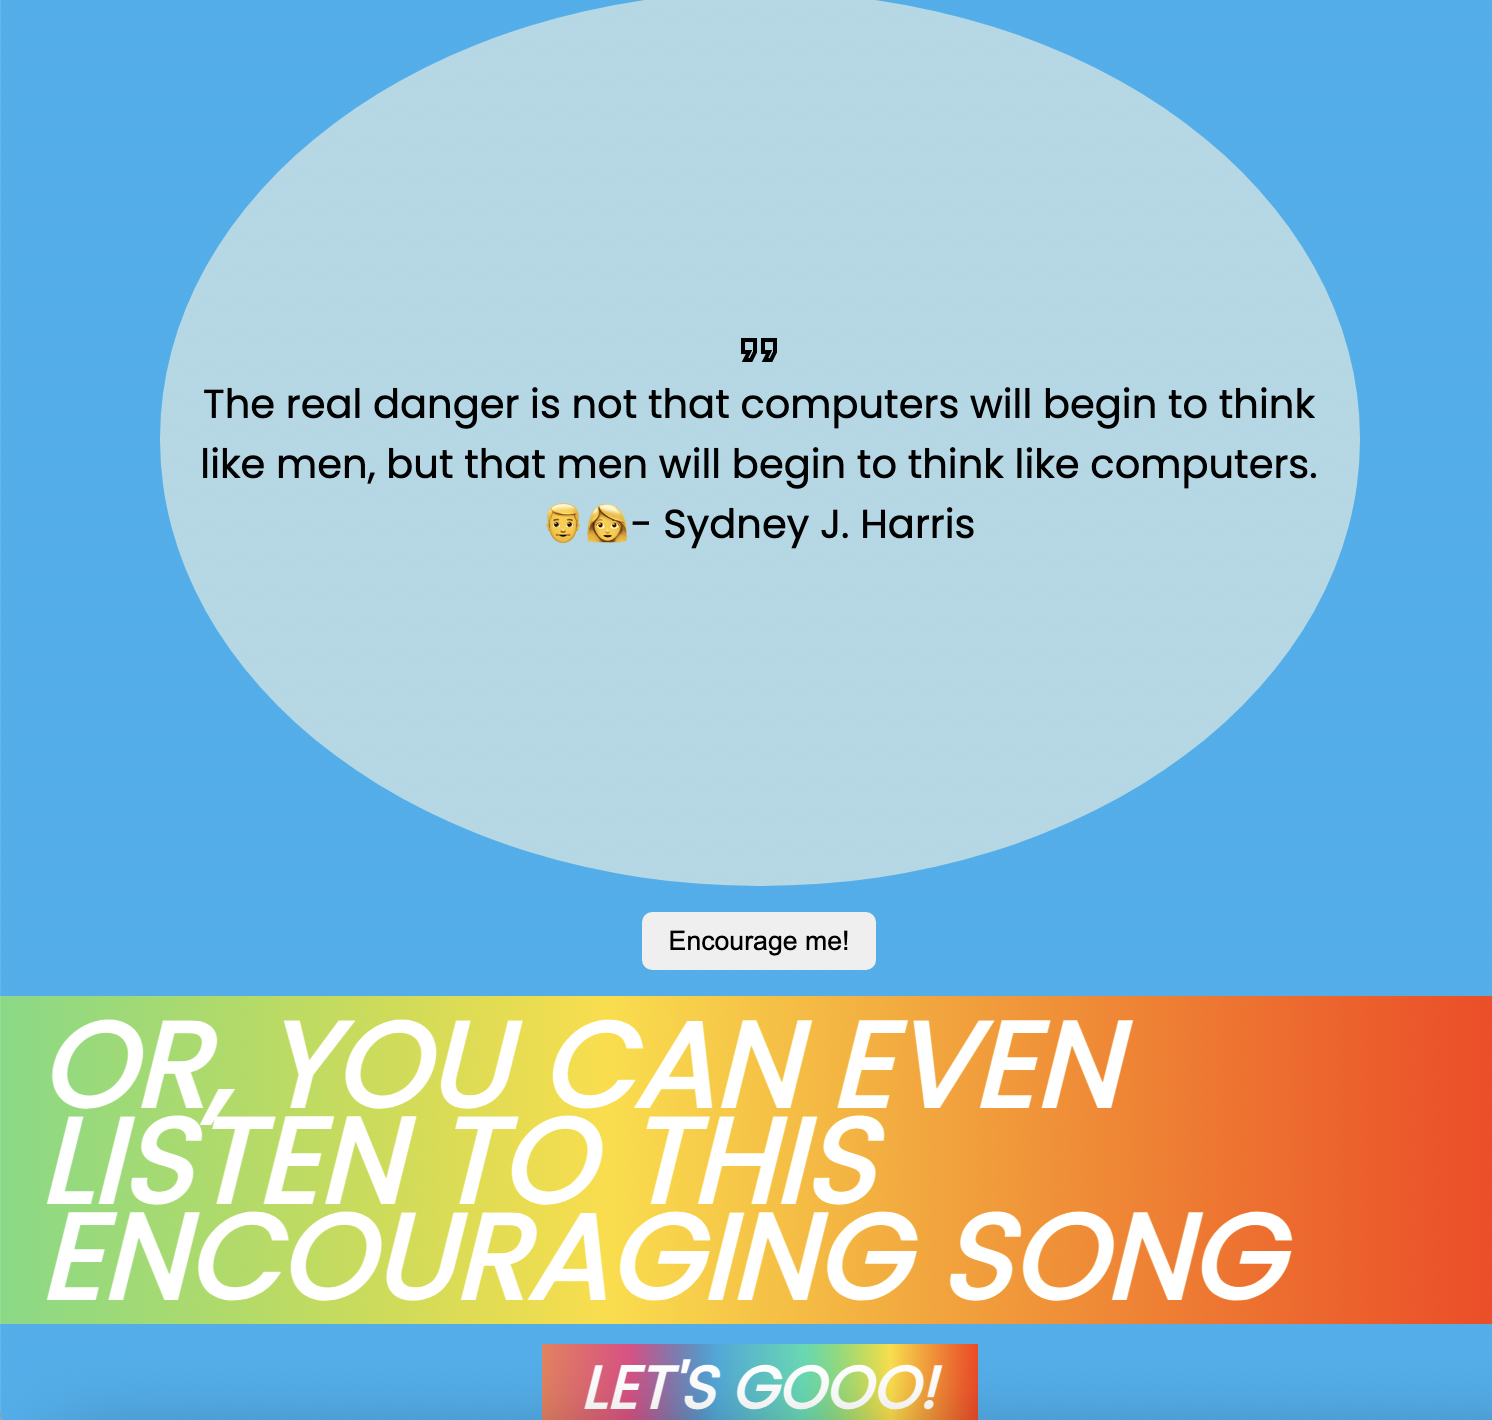 ”
The real danger is not that computers will begin to think
like men, but that men will begin to think like computers.
👨👩- Sydney J. Harris
Encourage me!
OR, YOU CAN EVEN
LISTEN TO THIS
ENCOURAGING SONG
LET'S GOOO!